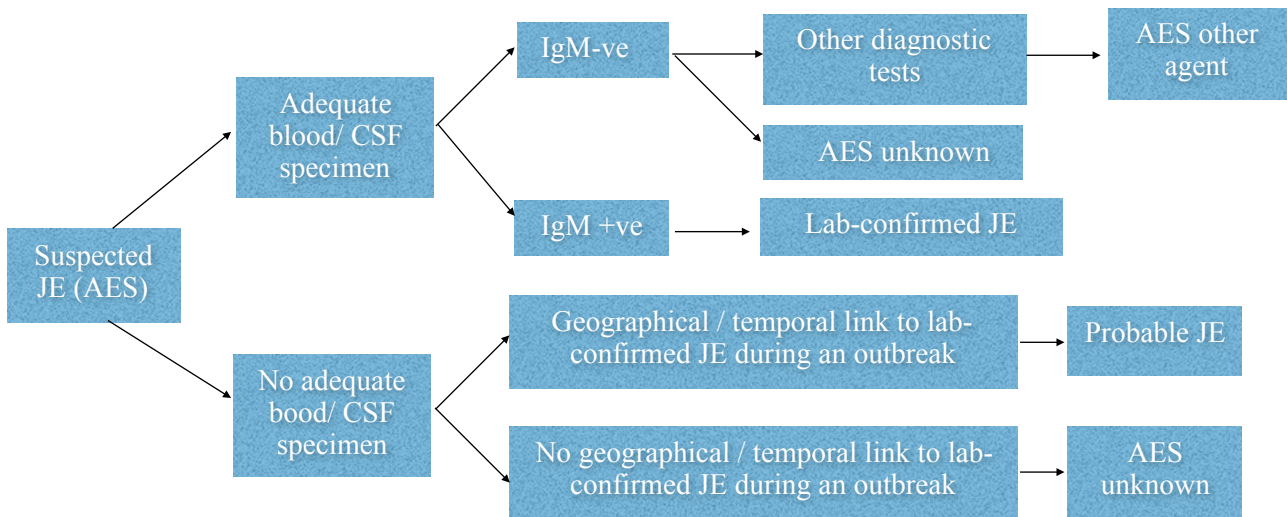 Suspected
JE (AES)
Adequate
blood/ CSF
specimen
IgM-ve
Other diagnostic
tests
AES other
agent
AES unknown
IgM +ve
Lab-confirmed JE
No adequate
bood/ CSF
specimen
Geographical / temporal link to lab-
confirmed JE during an outbreak
Probable JE
No geographical / temporal link to lab-
confirmed JE during an outbreak
AES
unknown